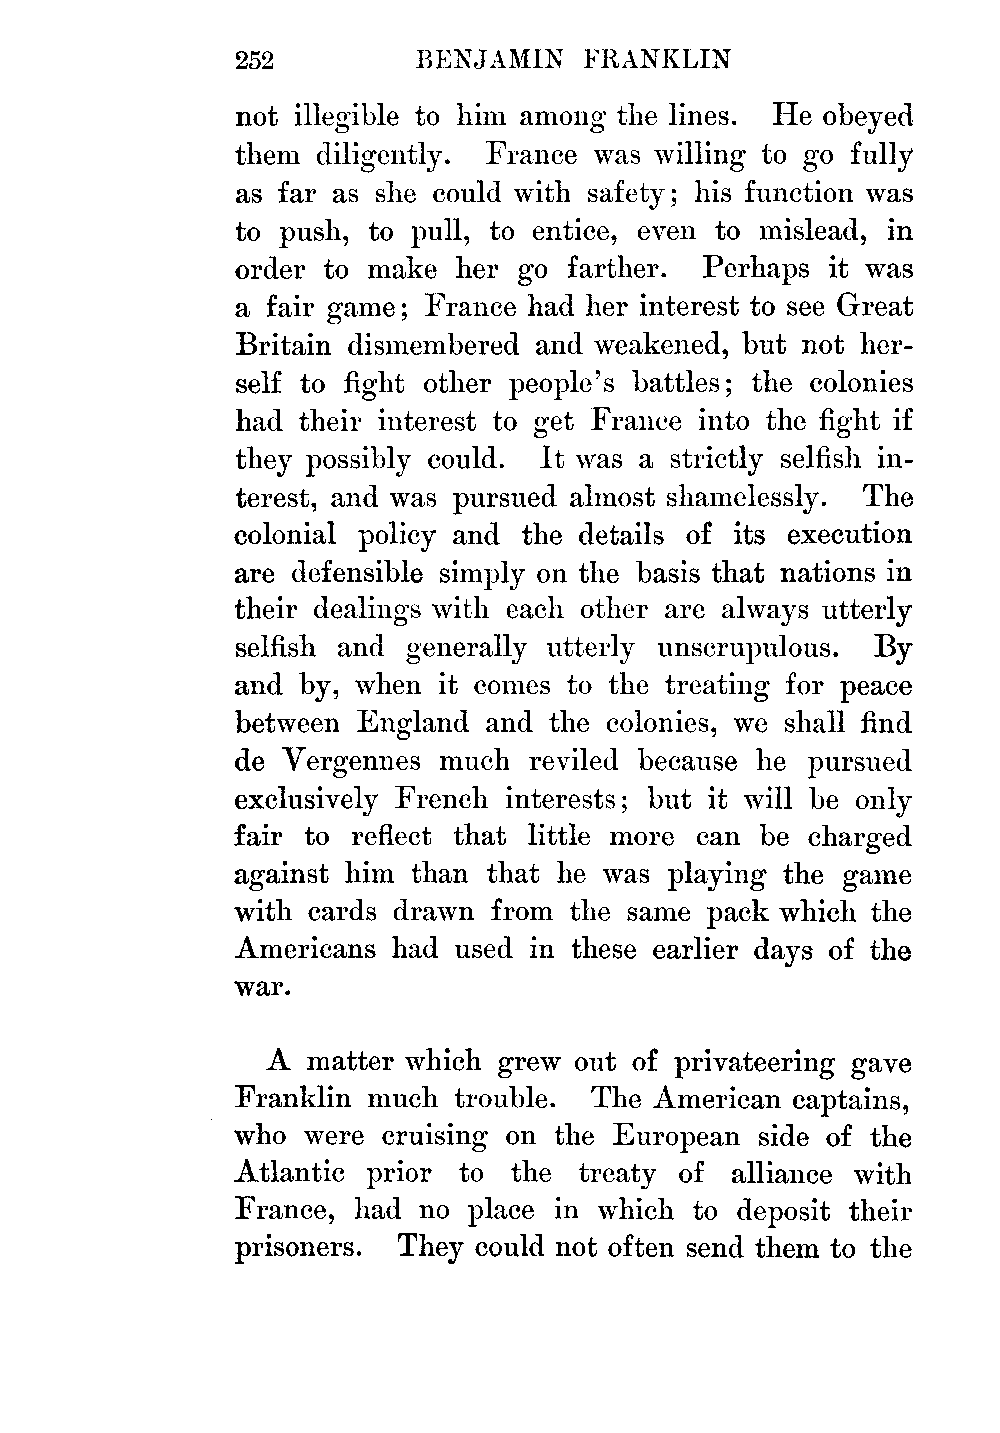 252 BENJAMIN FRANKLIN
not illegible to him among the lines. He obeyed
them diligently. France was willing to go fully
as far as she could with safety; his function was
to push, to pull, to entice, even to mislead, in
order to make her go farther. Perhaps it was
a fair game; France had her interest to see Great
Britain dismembered and weakened, but not her-
self to fight other people's battles; the colonies
had their interest to get France into the fight if
they possibly could. It was a strictly selfish in-
terest, and was pursued almost shamelessly. The
colonial policy and the details of its execution
are defensible simply on the basis that nations in
their dealings with each other are always utterly
selfish and generally utterly unscrupulous. By
and by, when it comes to the treating for peace
between England and the colonies, we shall find
de Vergennes much reviled because he pursued
exclusively French interests; but it will be only
fair to reflect that little more can be charged
against him than that he was playing the game
with cards drawn from the same pack which the
Americans had used in these earlier days of the
war.
A matter which grew out of privateering gave
Franklin much trouble. The American captains,
who were cruising on the European side of the
Atlantic prior to the treaty of alliance with
France, had no place in which to deposit their
prisoners. They could not often send them to the